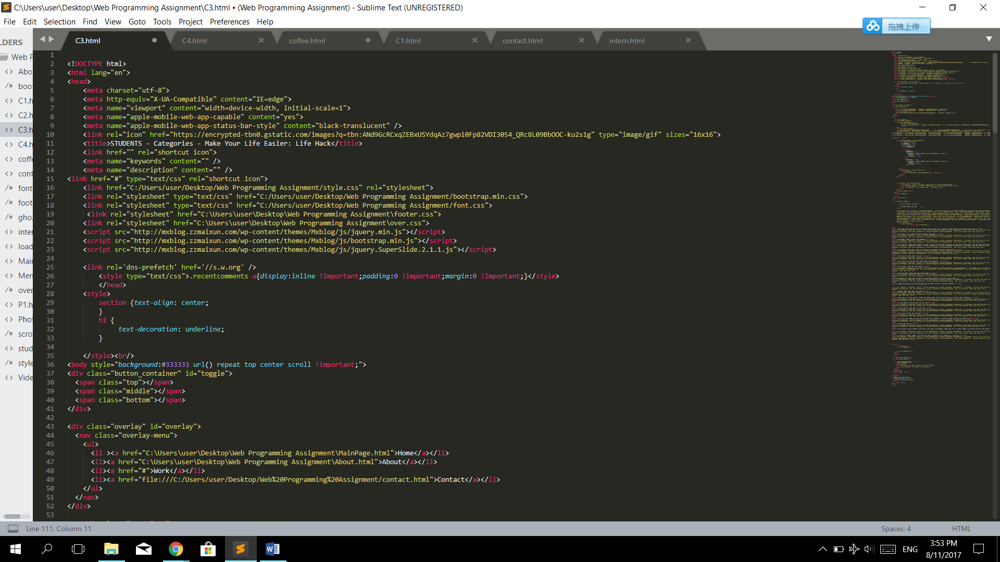 C:\Users\user\Desktop\Web Programming Assignment\C3.html • (Web Programming Assignment) - Sublime Text (UNREGISTERED)
File Edit Selection Find View Goto Tools Project Preferences Help
拖拽上传
LDERS
C3.html C4.html coffee.html C1.html contact.html intern.html
Web P
Abo
boot
C1.h
C2.h
C3.h
C4.h
coffe
cont
font
foot
gho.
inter
load
Mai
Men
over
P1.h
Phot
scro
stud
style
Vide
1
2 <!DOCTYPE html>
3 <html lang="en">
4 <head>
5 <meta charset="utf-8">
6 <meta http-equiv="X-UA-Compatible" content="IE=edge">
7 <meta name="viewport" content="width=device-width, initial-scale=1">
8 <meta name="apple-mobile-web-app-capable" content="yes">
9 <meta name="apple-mobile-web-app-status-bar-style" content="black-translucent" />
10 <link rel="icon" href="https://encrypted-tbn0.gstatic.com/images?q=tbn:ANd9GcRCxqZEBxUSYdqAz7gwpi0Fp82VDI3054_QRc8L09BbOOC-ku2s1g" type="image/gif" sizes="16x16">
11 <title>STUDENTS - Categories - Make Your Life Easier: Life Hack</title>
12 <link href="" rel="shortcut icon">
13 <meta name="keywords" content="" />
14 <meta name="description" content="" />
15 <link href="#" type="text/css" rel="shortcut icon">
16 <link href="C:/Users/user/Desktop/Web Programming Assignment/style.css" rel="stylesheet">
17 <link rel="stylesheet" type="text/css" href="C:/Users/user/Desktop/Web Programming Assignment/bootstrap.min.css">
18 <link rel="stylesheet" type="text/css" href="C:/Users/user/Desktop/Web Programming Assignment/font.css">
19 <link rel="stylesheet" href="C:\Users\user\Desktop\Web Programming Assignment\footer.css">
20 <link rel="stylesheet" href="C:\Users\user\Desktop\Web Programming Assignment\over.css">
21 <script src="http://mxblog.zzmaixun.com/wp-content/themes/Mxblog/js/jquery.min.js"></script>
22 <script src="http://mxblog.zzmaixun.com/wp-content/themes/Mxblog/js/bootstrap.min.js"></script>
23 <script src="http://mxblog.zzmaixun.com/wp-content/themes/Mxblog/js/jquery.SuperSlide.2.1.1.js"></script>
24
25 <link rel='dns-prefetch' href='//s.w.org' />
26 <style type="text/css">.recentcomments a{display:inline !important;padding:0 !important;margin:0 !important;}</style>
27 </head>
28 <style>
29 section {text-align: center;
30 }
31 h1 {
32 text-decoration: underline;
33 }
34
35 </style><br/>
36 <body style="background:#333333 url() repeat top center scroll !important;">
37 <div class="button_container" id="toggle">
38 <span class="top"></span>
39 <span class="middle"></span>
40 <span class="bottom"></span>
41 </div>
42
43 <div class="overlay" id="overlay">
44 <nav class="overlay-menu">
45 <ul>
46 <li ><a href="C:\Users\user\Desktop\Web Programming Assignment\MainPage.html">Home</a></li>
47 <li><a href="C:\Users\user\Desktop\Web Programming Assignment\About.html">About</a></li>
48 <li><a href="#">Work</a></li>
49 <li><a href="file:///C:/Users/user/Desktop/Web%20Programming%20Assignment/contact.html">Contact</a></li>
50 </ul>
51 </nav>
52 </div>
53
Line 111, Column 11 Spaces: 4 HTML
ENG 3:53 PM
8/11/2017